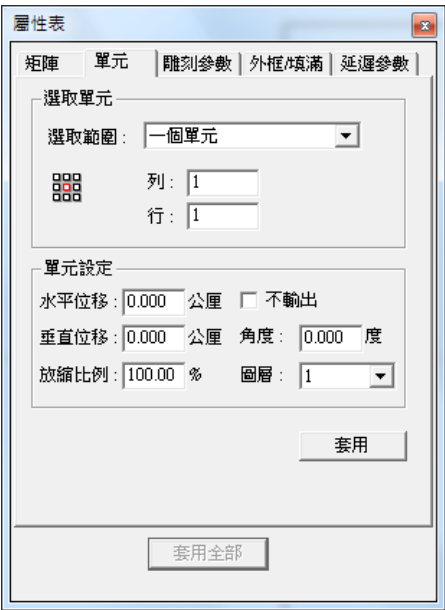 屬性表
矩陣 單元 雕刻參數 外框/填滿 延遲參數
選取單元
選取範圍： 一個單元
列： 1
行： 1
單元設定
水平位移： 0.000 公厘 不輸出
垂直位移： 0.000 公厘 角度： 0.000 度
放縮比例： 100.00 % 圖層： 1
套用
套用全部